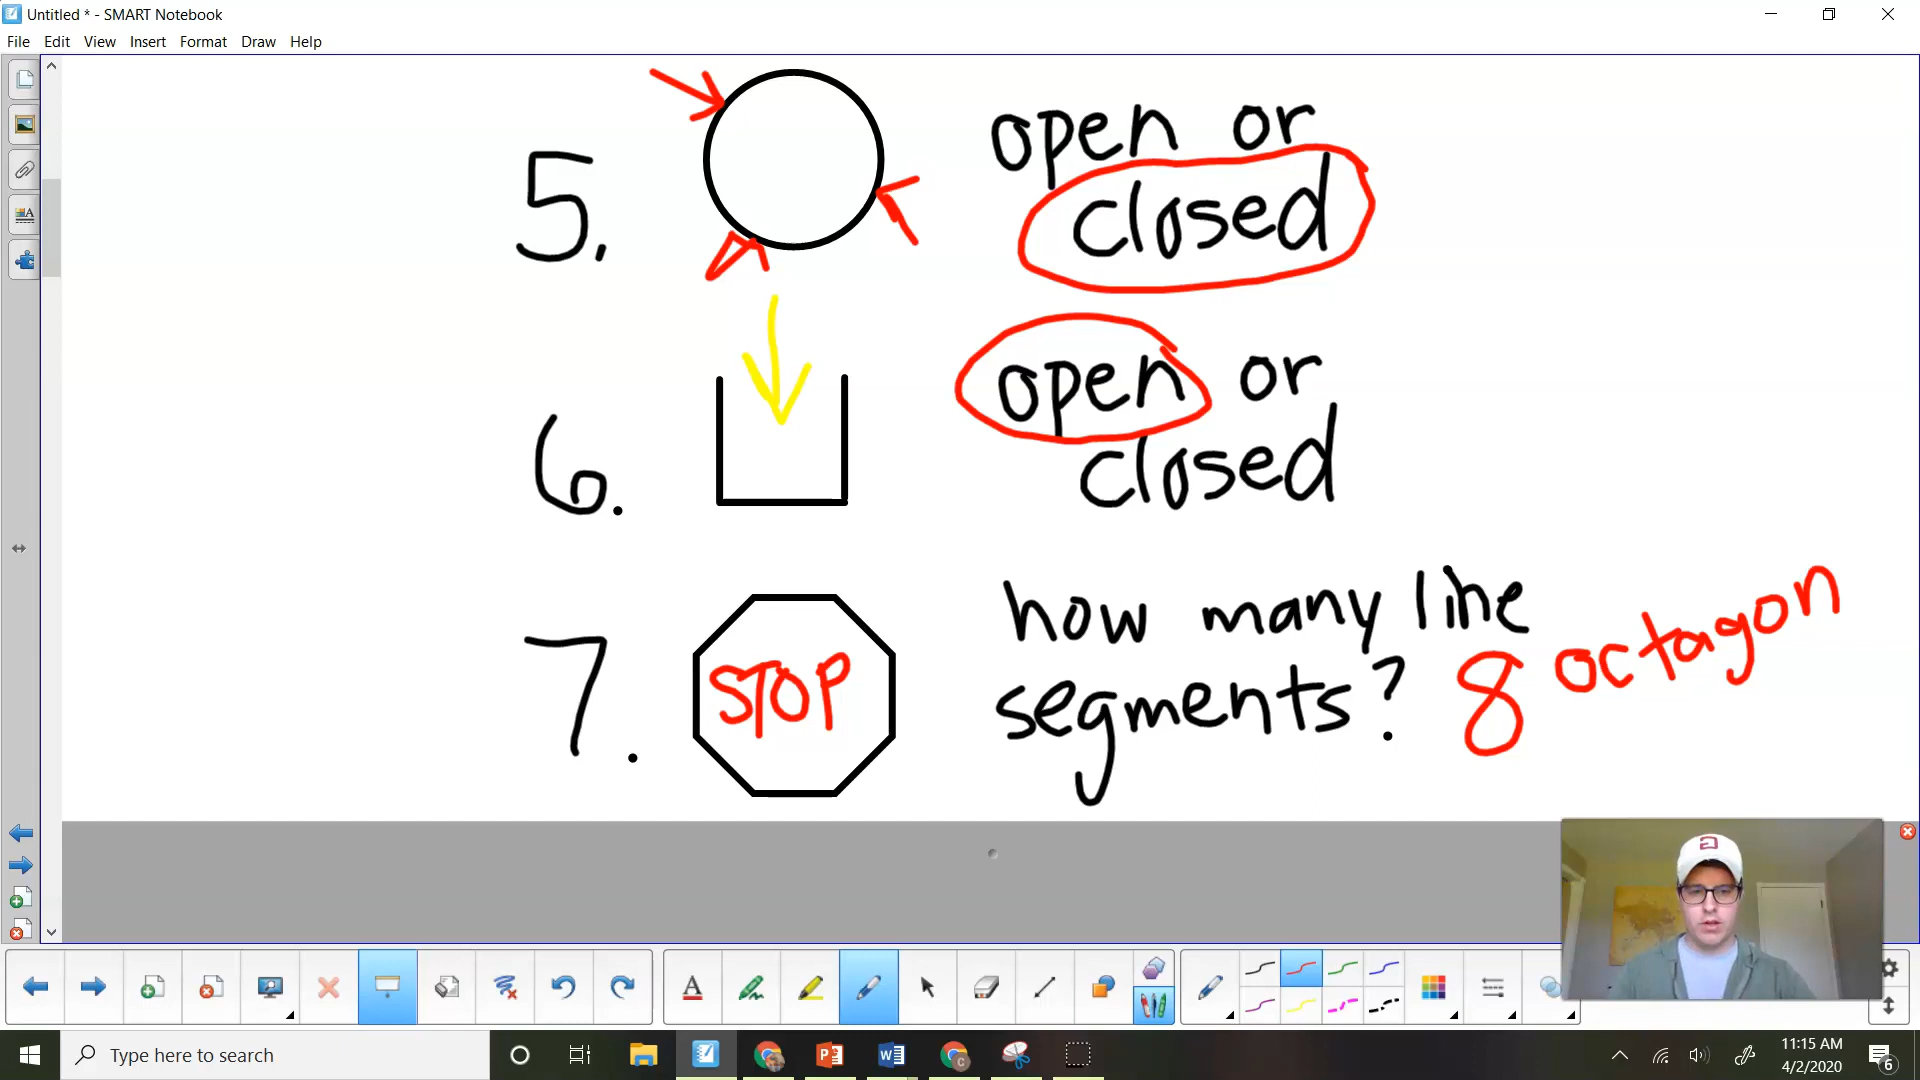 Untitled * - SMART Notebook
File Edit View Insert Format Draw Help
5.
open or
closed
6.
open or
closed
7.
STOP
how many line
segments? 8 octagon
G
A
Type here to search
11:15 AM
4/2/2020
6